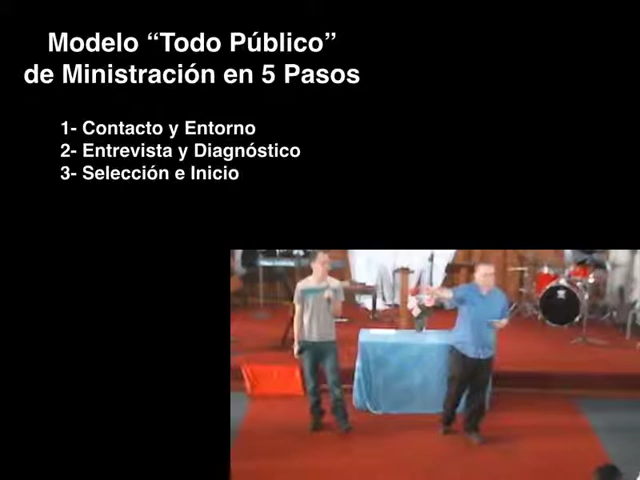 Modelo “Todo Público”
de Ministración en 5 Pasos
1- Contacto y Entorno
2- Entrevista y Diagnóstico
3- Selección e Inicio